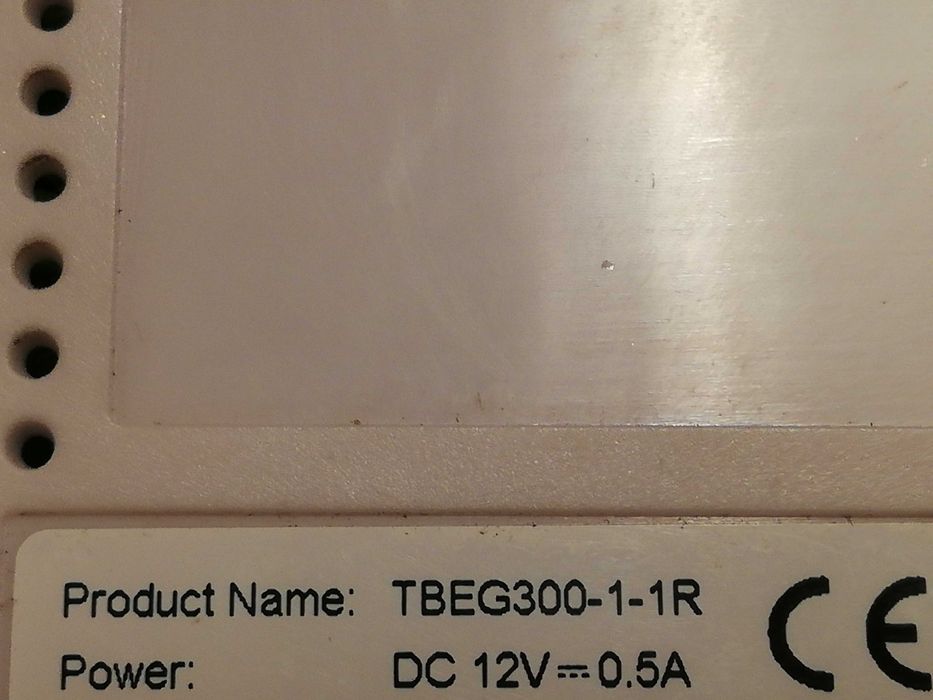 Product Name: TBEG300-1-1R CE
Power: DC 12V⎓0.5A